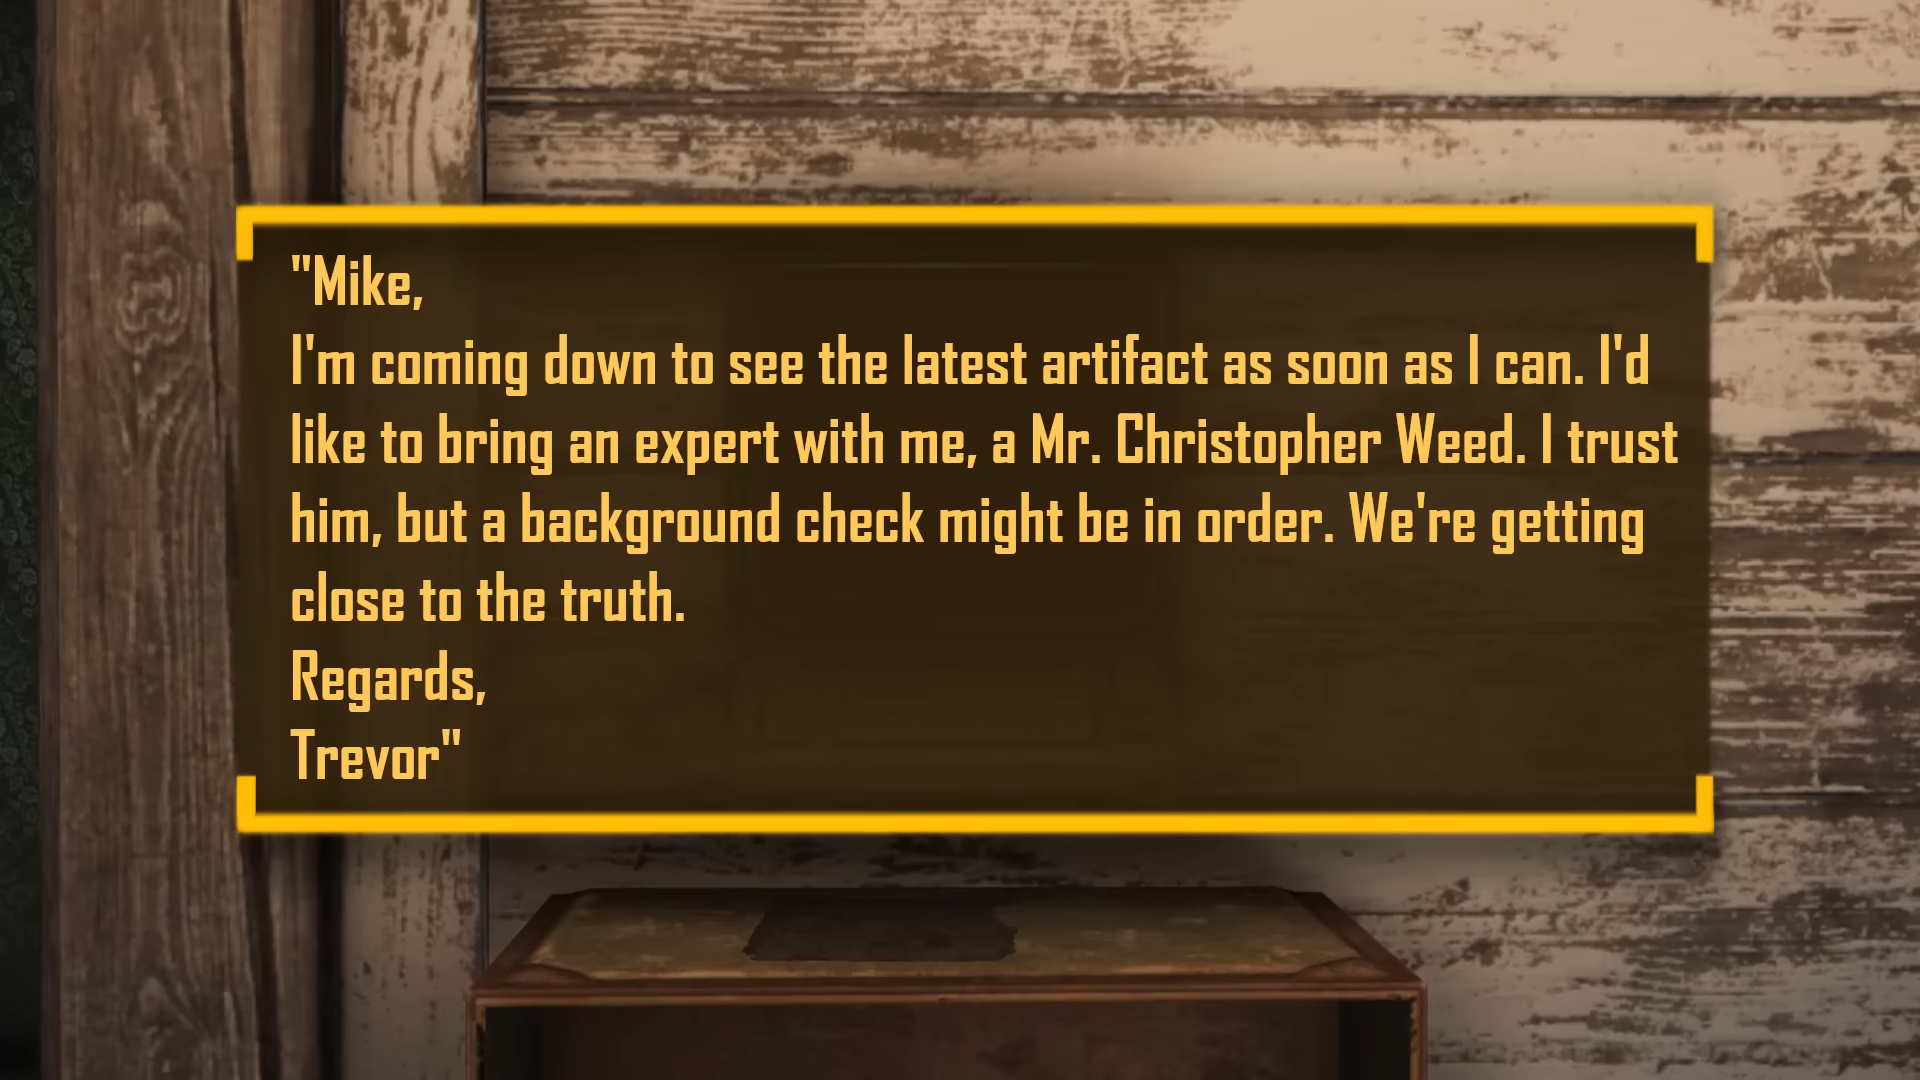 "Mike,
I'm coming down to see the latest artifact as soon as I can. I'd
like to bring an expert with me, a Mr. Christopher Weed. I trust
him, but a background check might be in order. We're getting
close to the truth.
Regards,
Trevor"